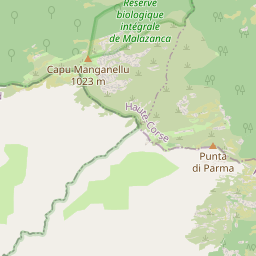 Réserve
biologique
intégrale
de Malazanca
Capu Manganellu
1023 m
Haute-Corse
Punta
di Parma